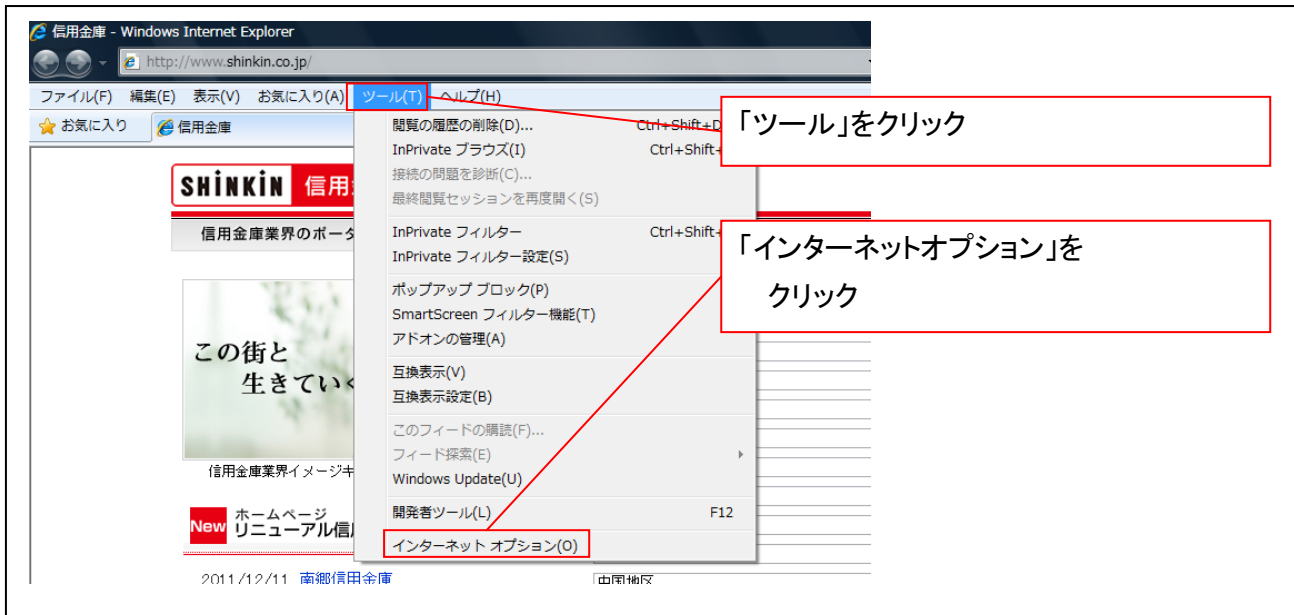 信用金庫 - Windows Internet Explorer
http://www.shinkin.co.jp/
ファイル(F) 編集(E) 表示(V) お気に入り(A) ツール(T) ヘルプ(H)
お気に入り 信用金庫
閲覧の履歴の削除(D)... Ctrl+Shift+D
InPrivate ブラウズ(I) Ctrl+Shift+
接続の問題を診断(C)...
最終閲覧セッションを再度開く(S)
InPrivate フィルター Ctrl+Shift+
InPrivate フィルター設定(S)
ポップアップ ブロック(P)
SmartScreen フィルター機能(T)
アドオンの管理(A)
互換表示(V)
互換表示設定(B)
このフィードの購読(F)...
フィード探索(E)
Windows Update(U)
開発者ツール(L) F12
インターネット オプション(O)
「ツール」をクリック
「インターネットオプション」を
クリック
SHINKIN 信用
信用金庫業界のポータ
この街と
生きてい
信用金庫業界イメージキ
New ホームページ
リニューアル信
2011/12/11 南郷信用金庫
中国地区